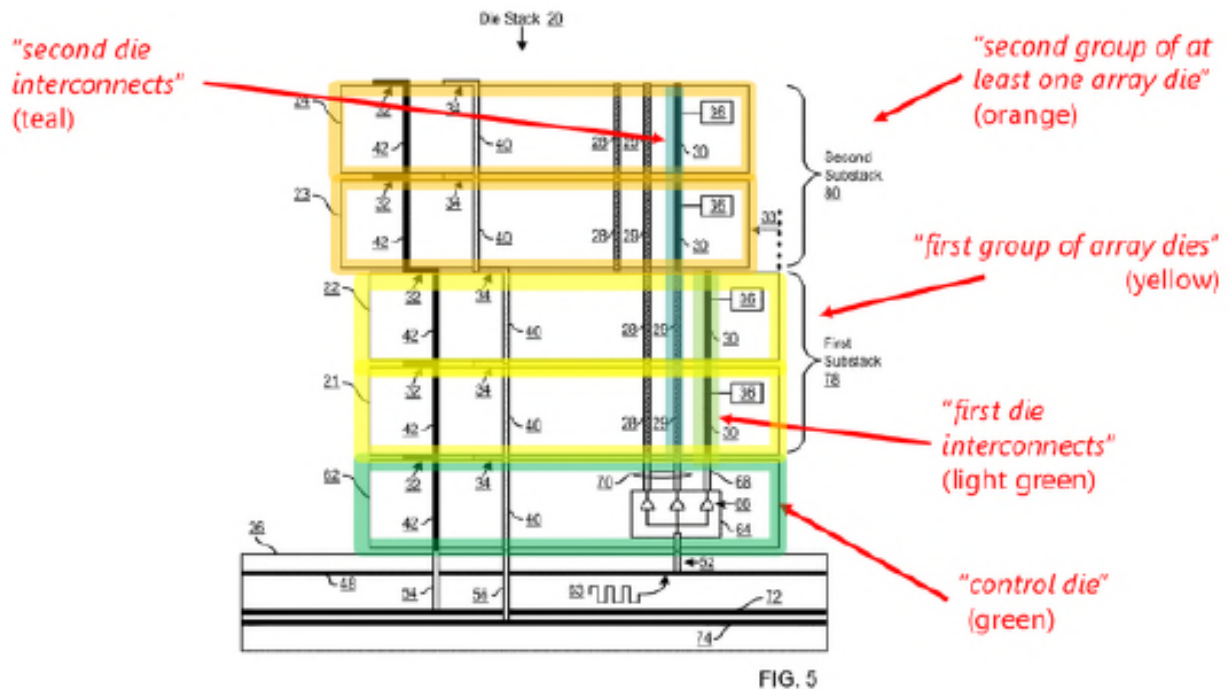 Die Stack 20
"second die
interconnects"
(teal)
"second group of at
least one array die"
(orange)
24 32 34 36
42 40 28 29 30
Second
Substack
80
23 32 34 36 33
42 40 28 29 30
"first group of array dies"
(yellow)
22 32 34 36
42 40 28 29 30
First
Substack
78
21 32 34 36
42 40 28 29 30
"first die
interconnects"
(light green)
62 32 34 70 68
42 40 66
64
36 52
48 54 56 63 72
74
"control die"
(green)
FIG. 5